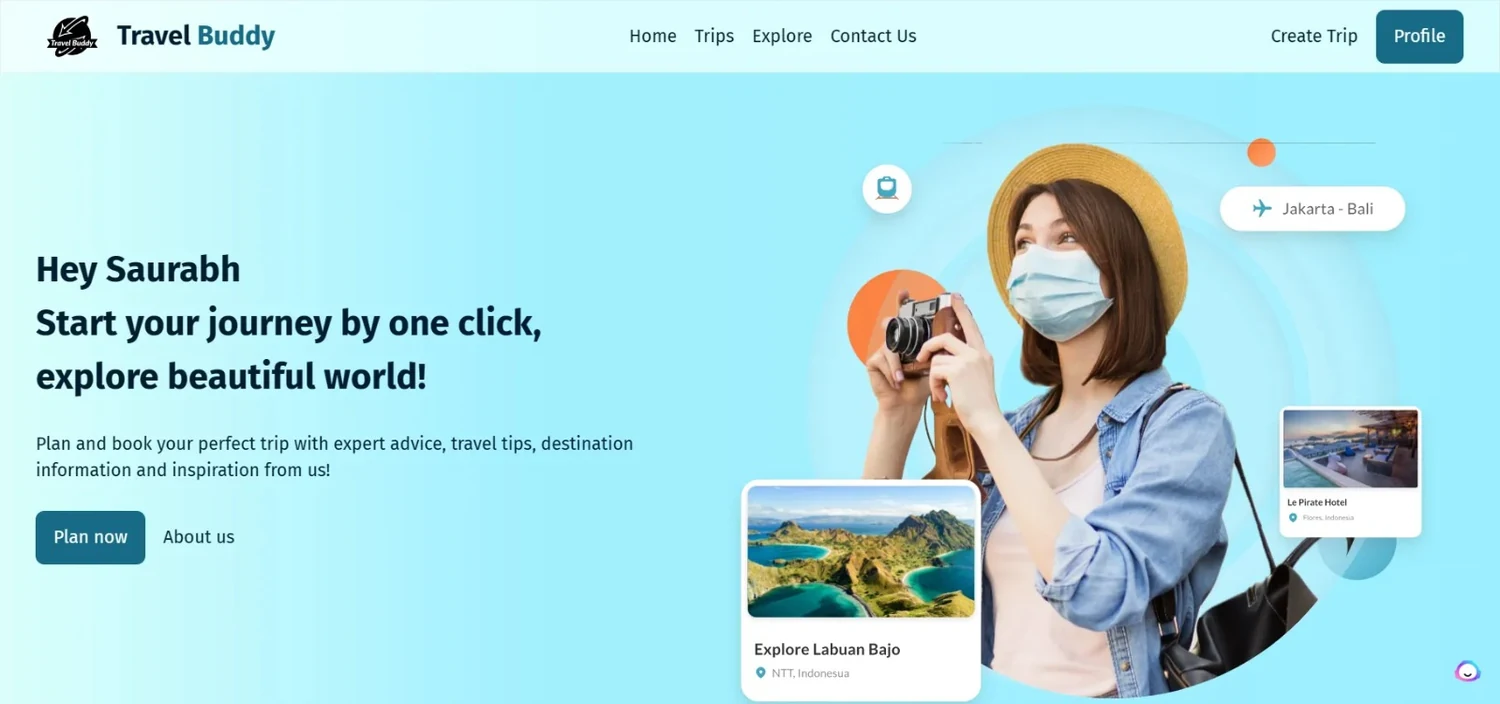 Travel Buddy
Travel Buddy
Home Trips Explore Contact Us
Create Trip
Profile
Hey Saurabh
Start your journey by one click,
explore beautiful world!
Plan and book your perfect trip with expert advice, travel tips, destination
information and inspiration from us!
Plan now
About us
Jakarta - Bali
Le Pirate Hotel
Flores, Indonesua
Explore Labuan Bajo
NTT, Indonesua